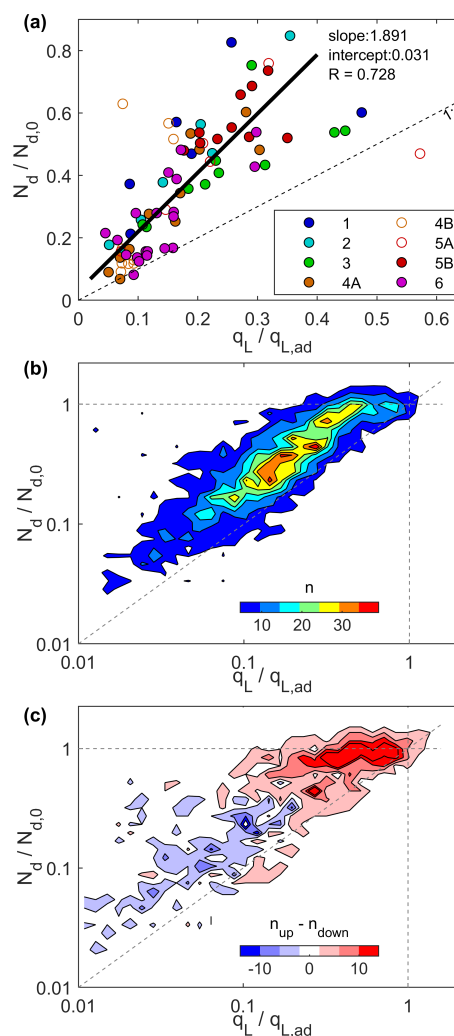 (a)
slope:1.891
intercept:0.031
R = 0.728
0.8
0.6
0.4
0.2
0
N_d / N_d,0
1 4B
2 5A
3 5B
4A 6
0 0.1 0.2 0.3 0.4 0.5 0.6
q_L / q_L,ad
(b)
1
0.1
0.01
N_d / N_d,0
n
10 20 30
0.01 0.1 1
q_L / q_L,ad
(c)
1
0.1
0.01
N_d / N_d,0
n_up - n_down
-10 0 10
0.01 0.1 1
q_L / q_L,ad